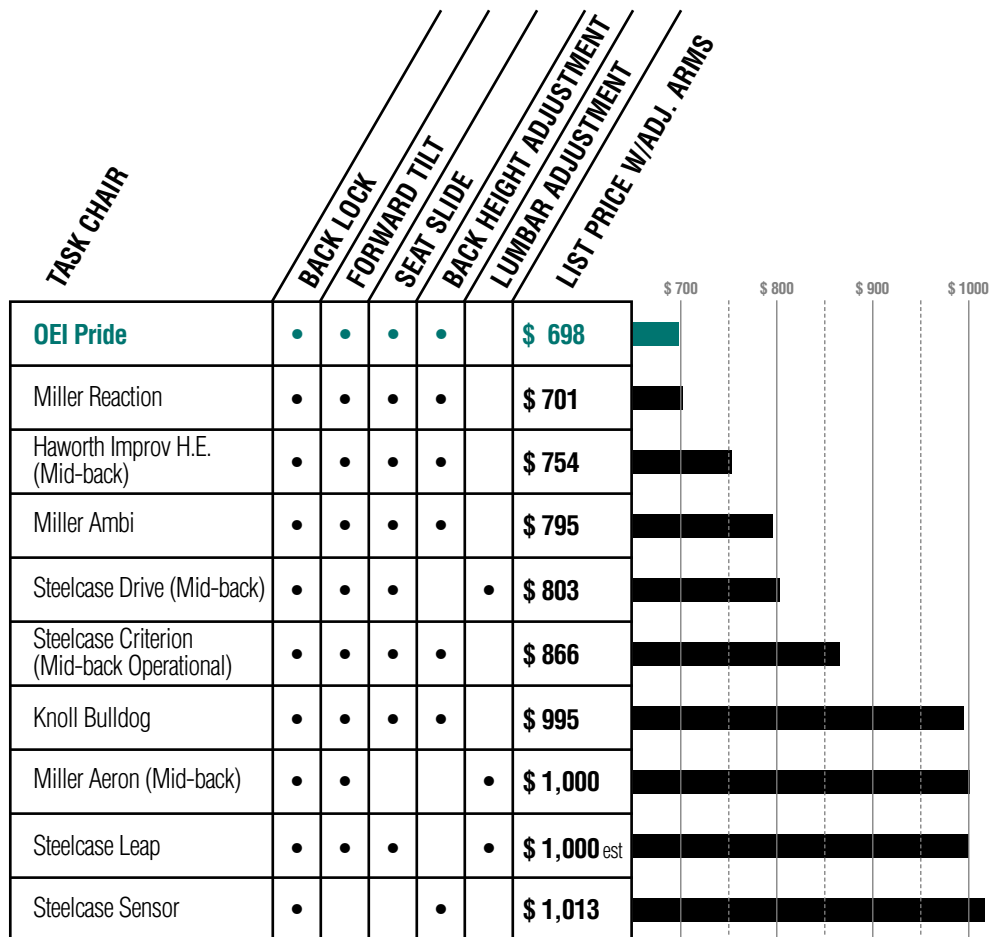 TASK CHAIR
BACK LOCK
FORWARD TILT
SEAT SLIDE
BACK HEIGHT ADJUSTMENT
LUMBAR ADJUSTMENT
LIST PRICE W/ADJ. ARMS
$ 700 $ 800 $ 900 $ 1000
OEI Pride • • • • $ 698
Miller Reaction • • • • $ 701
Haworth Improv H.E.
(Mid-back) • • • • $ 754
Miller Ambi • • • • $ 795
Steelcase Drive (Mid-back) • • • • $ 803
Steelcase Criterion
(Mid-back Operational) • • • • $ 866
Knoll Bulldog • • • • $ 995
Miller Aeron (Mid-back) • • • $ 1,000
Steelcase Leap • • • • $ 1,000 est
Steelcase Sensor • • $ 1,013